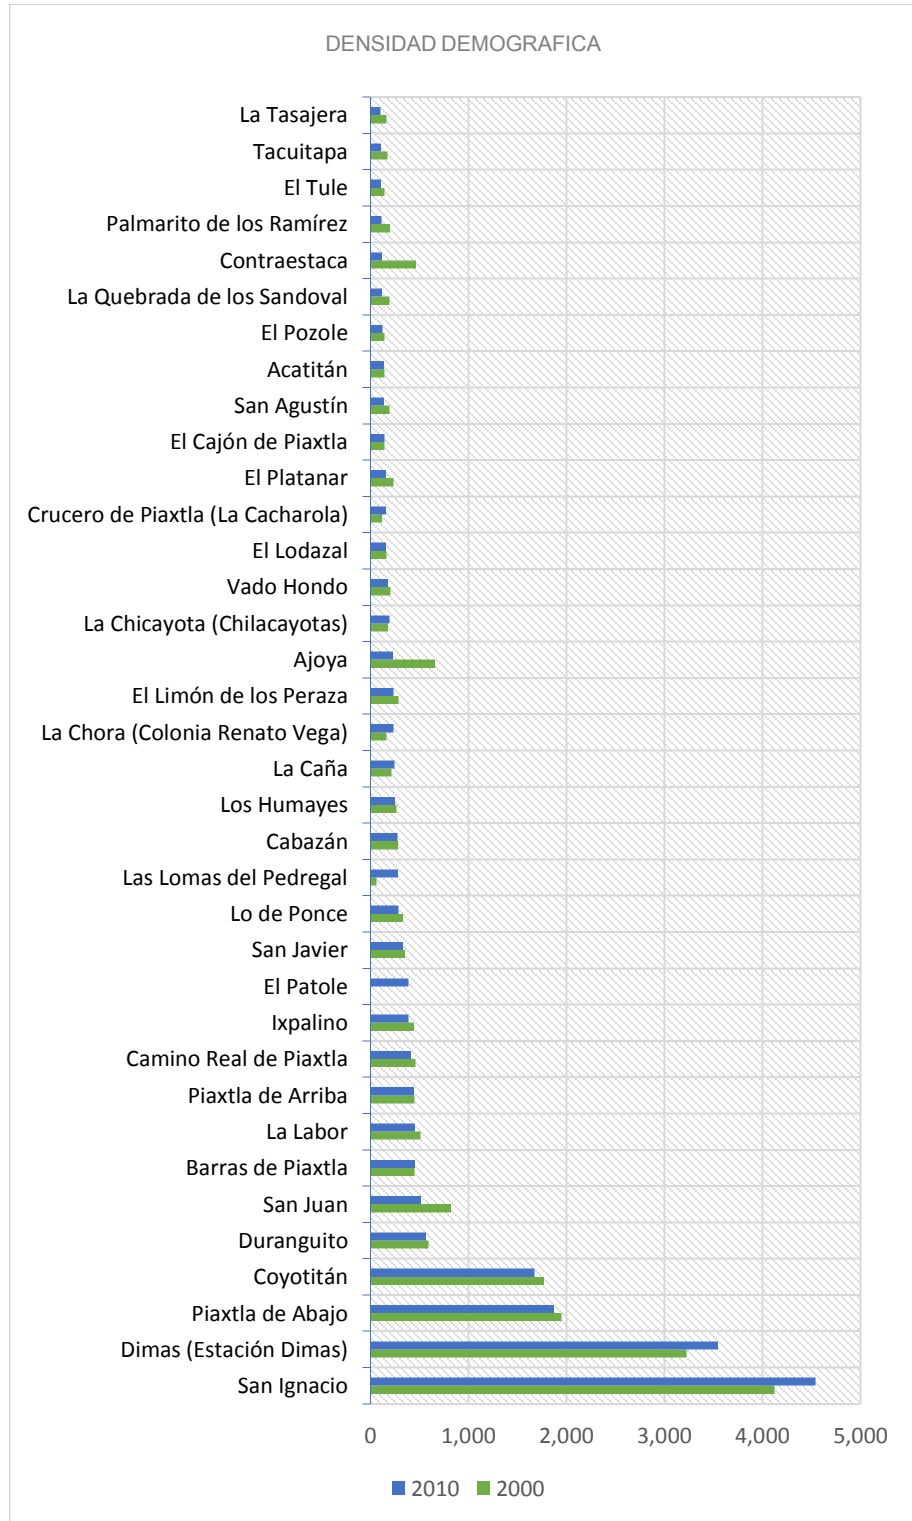 DENSIDAD DEMOGRAFICA
La Tasajera
Tacuitapa
El Tule
Palmarito de los Ramírez
Contraestaca
La Quebrada de los Sandoval
El Pozole
Acatitán
San Agustín
El Cajón de Piaxtla
El Platanar
Crucero de Piaxtla (La Cacharola)
El Lodazal
Vado Hondo
La Chicayota (Chilacayotas)
Ajoya
El Limón de los Peraza
La Chora (Colonia Renato Vega)
La Caña
Los Humayes
Cabazán
Las Lomas del Pedregal
Lo de Ponce
San Javier
El Patole
Ixpalino
Camino Real de Piaxtla
Piaxtla de Arriba
La Labor
Barras de Piaxtla
San Juan
Duranguito
Coyotitán
Piaxtla de Abajo
Dimas (Estación Dimas)
San Ignacio
0 1,000 2,000 3,000 4,000 5,000
2010 2000